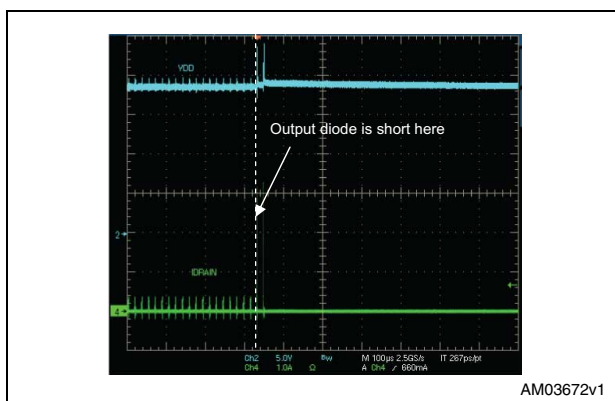 VDD
Output diode is short here
2
IDRAIN
4
Ch2 5.0V Bw M 100µs 2.5GS/s IT 267ps/pt
Ch4 1.0A Ω A Ch4 / 660mA
AM03672v1